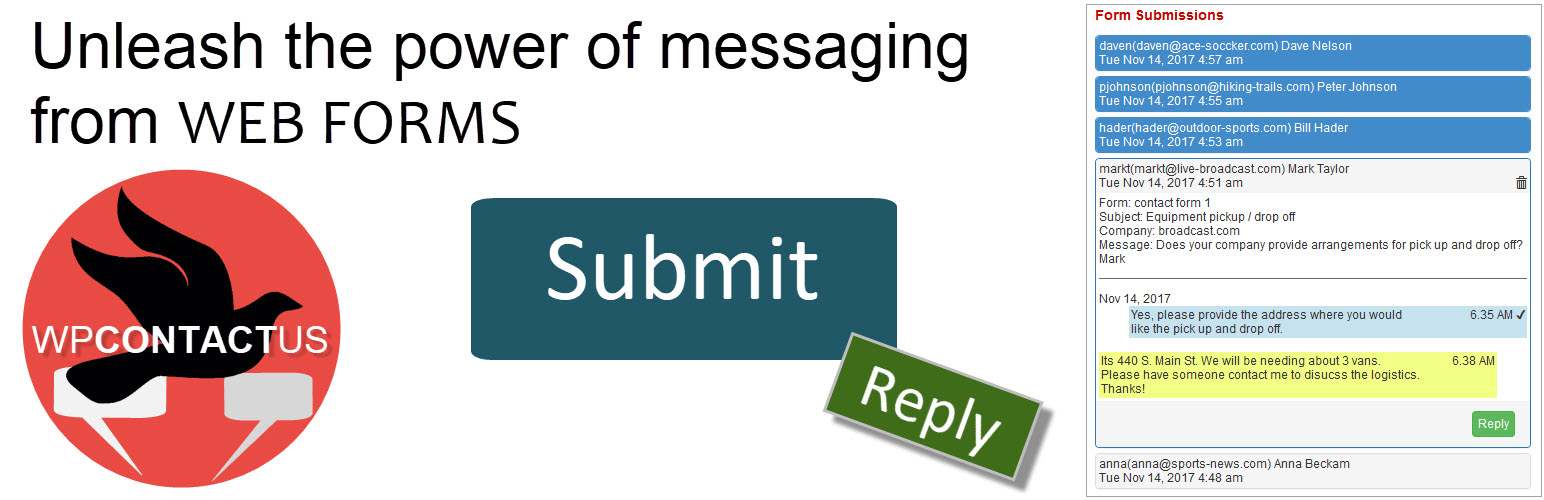 Unleash the power of messaging
from WEB FORMS
WPCONTACTUS
Submit
Reply
Form Submissions
daven(daven@ace-soccker.com) Dave Nelson
Tue Nov 14, 2017 4:57 am
pjohnson(pjohnson@hiking-trails.com) Peter Johnson
Tue Nov 14, 2017 4:55 am
hader(hader@outdoor-sports.com) Bill Hader
Tue Nov 14, 2017 4:53 am
markt(markt@live-broadcast.com) Mark Taylor
Tue Nov 14, 2017 4:51 am
Form: contact form 1
Subject: Equipment pickup / drop off
Company: broadcast.com
Message: Does your company provide arrangements for pick up and drop off?
Mark
Nov 14, 2017
Yes, please provide the address where you would 6.35 AM ✔
like the pick up and drop off.
Its 440 S. Main St. We will be needing about 3 vans. 6.38 AM
Please have someone contact me to disucss the logistics.
Thanks!
Reply
anna(anna@sports-news.com) Anna Beckam
Tue Nov 14, 2017 4:48 am